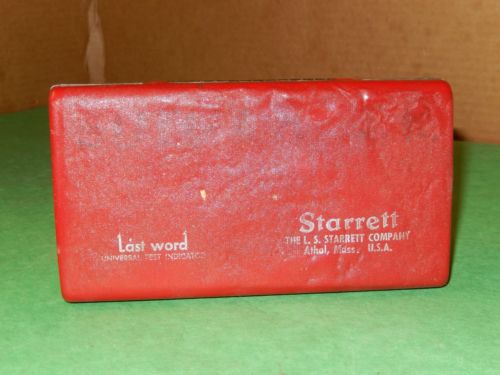 Last word
UNIVERSAL TEST INDICATOR
Starrett
THE L. S. STARRETT COMPANY
Athol, Mass. U.S.A.